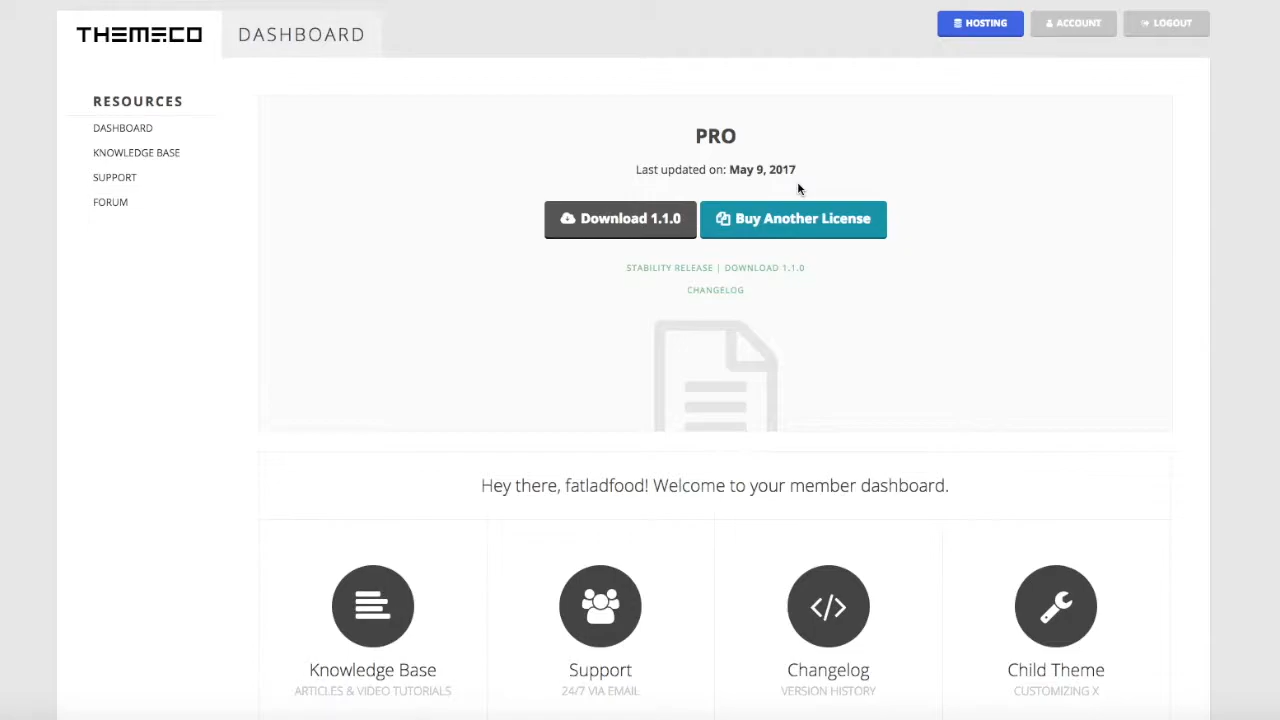 THEME.CO
DASHBOARD
HOSTING
ACCOUNT
LOGOUT
RESOURCES
DASHBOARD
KNOWLEDGE BASE
SUPPORT
FORUM
PRO
Last updated on: May 9, 2017
Download 1.1.0
Buy Another License
STABILITY RELEASE | DOWNLOAD 1.1.0
CHANGELOG
Hey there, fatladfood! Welcome to your member dashboard.
Knowledge Base
ARTICLES & VIDEO TUTORIALS
Support
24/7 VIA EMAIL
Changelog
VERSION HISTORY
Child Theme
CUSTOMIZING X